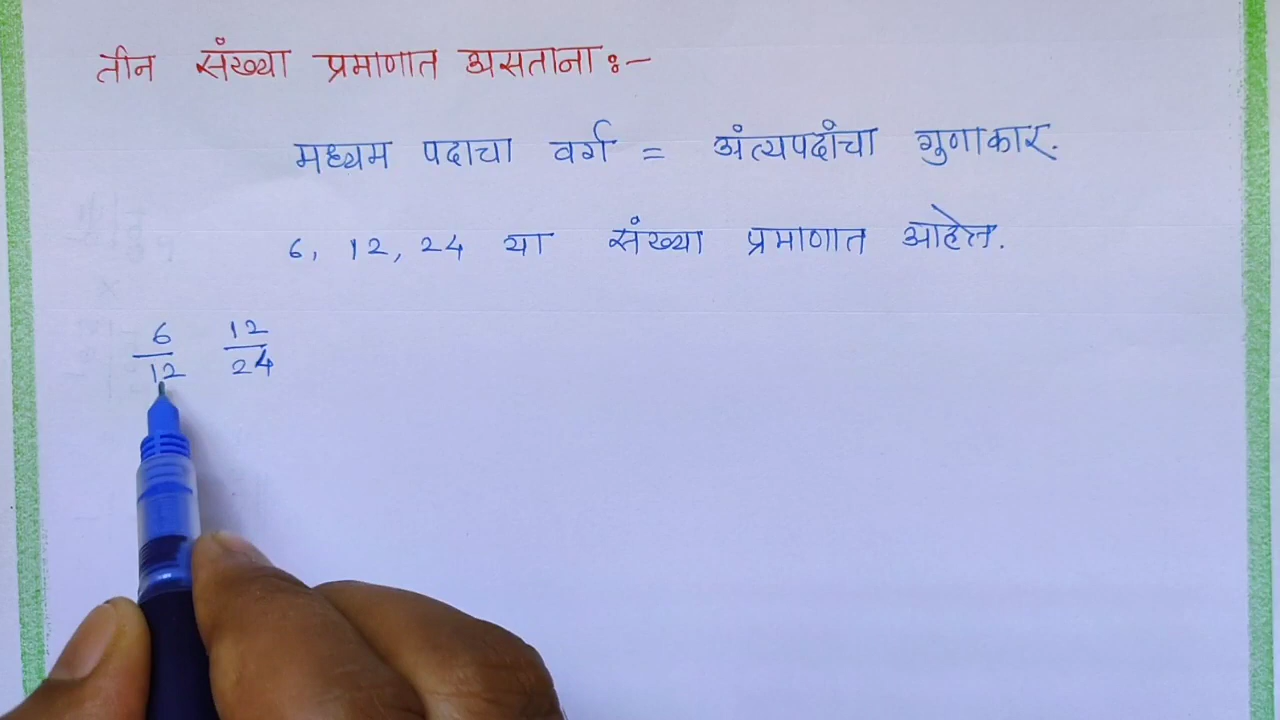 तीन संख्या प्रमाणात असताना:-
मध्यम पदाचा वर्ग = अंत्यपदांचा गुणाकार.
6, 12, 24 या संख्या प्रमाणात आहेत.
6 12
12 24